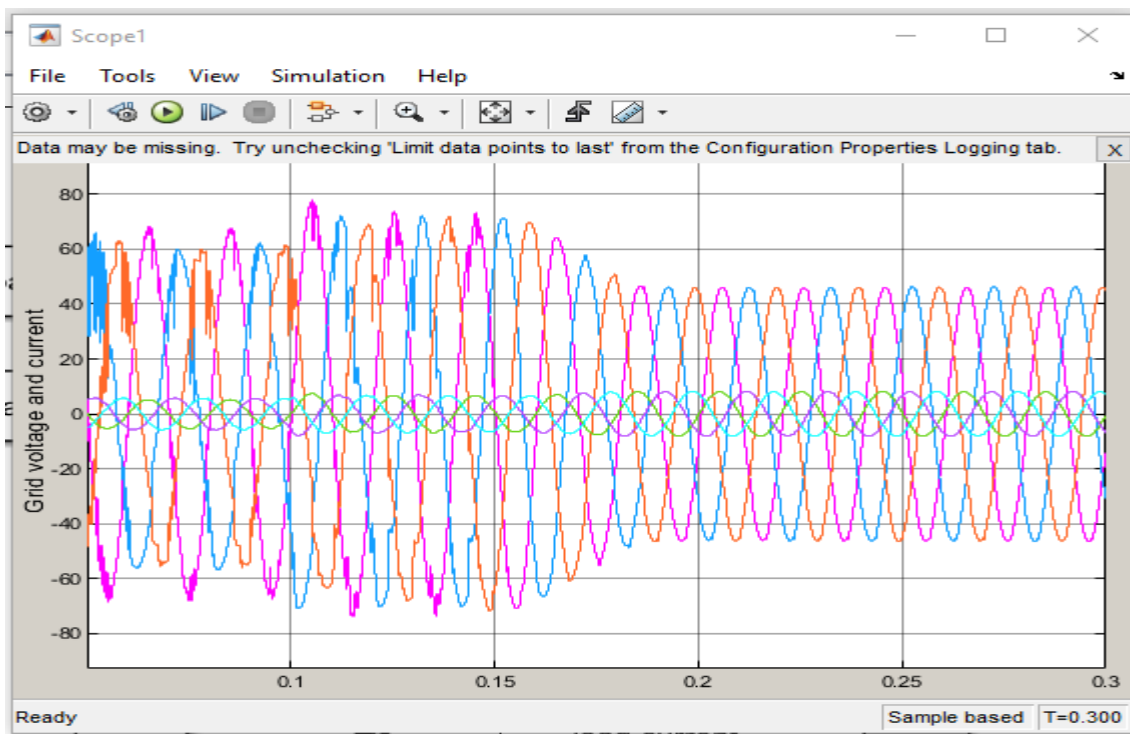 Scope1
File Tools View Simulation Help
Data may be missing. Try unchecking 'Limit data points to last' from the Configuration Properties Logging tab. X
Grid voltage and current
80
60
40
20
0
-20
-40
-60
-80
0.1 0.15 0.2 0.25 0.3
Ready Sample based T=0.300